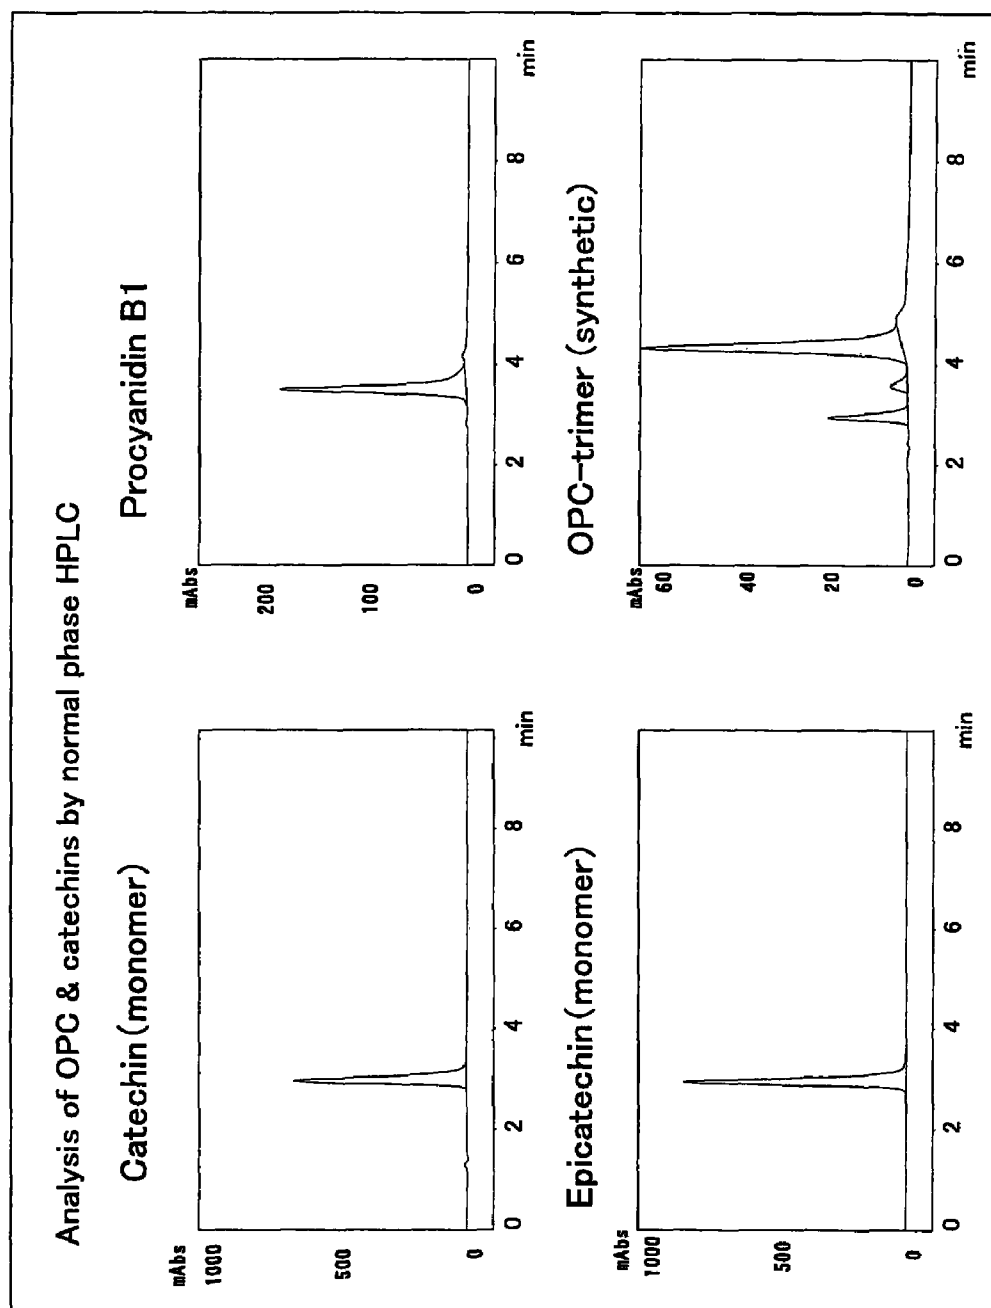 Analysis of OPC & catechins by normal phase HPLC
Catechin (monomer)
mAbs
1000
500
0
0 2 4 6 8 min
Procyanidin B1
mAbs
200
100
0
0 2 4 6 8 min
Epicatechin (monomer)
mAbs
1000
500
0
0 2 4 6 8 min
OPC-trimer (synthetic)
mAbs
60
40
20
0
0 2 4 6 8 min